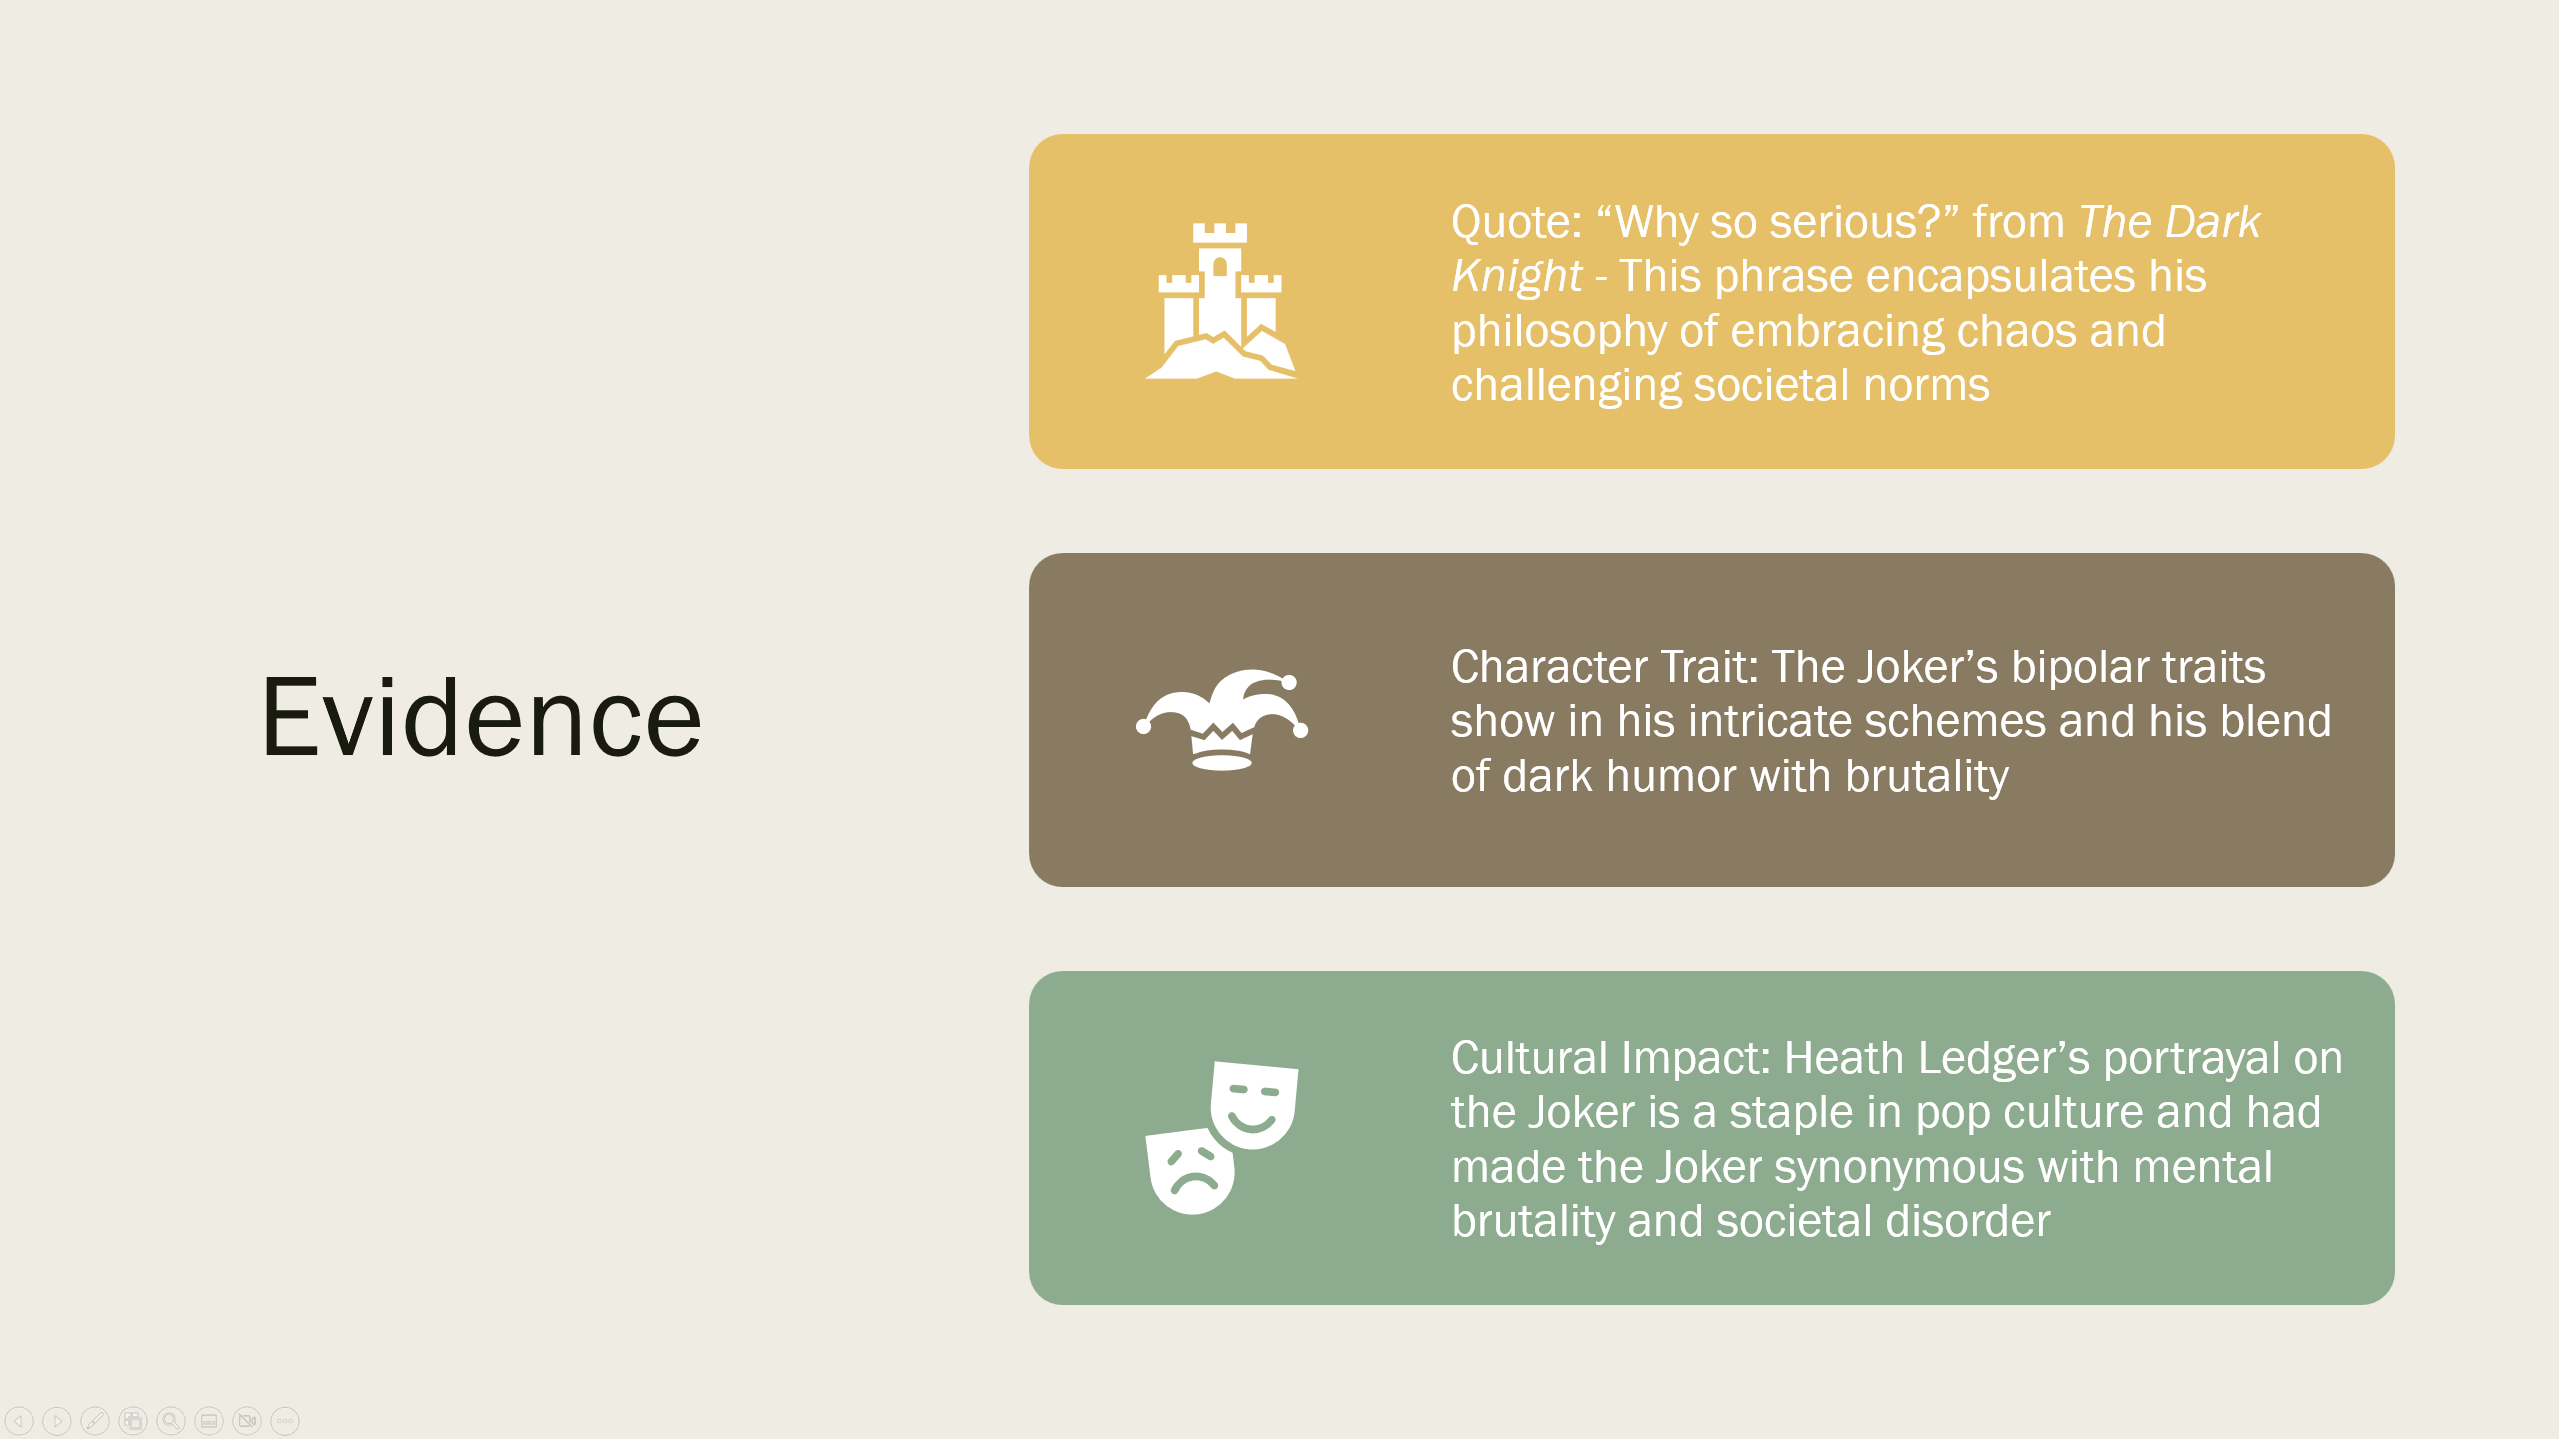 Evidence
Quote: “Why so serious?” from The Dark
Knight - This phrase encapsulates his
philosophy of embracing chaos and
challenging societal norms
Character Trait: The Joker’s bipolar traits
show in his intricate schemes and his blend
of dark humor with brutality
Cultural Impact: Heath Ledger’s portrayal on
the Joker is a staple in pop culture and had
made the Joker synonymous with mental
brutality and societal disorder